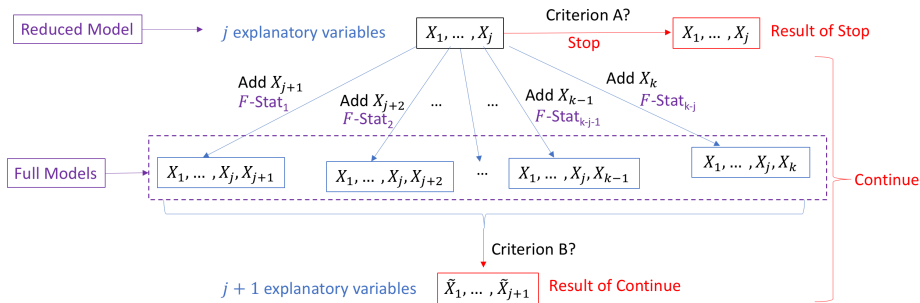 Reduced Model
j explanatory variables
X₁, … , Xⱼ
Criterion A?
Stop
X₁, … , Xⱼ
Result of Stop
Add Xⱼ₊₁
F-Stat₁
Add Xⱼ₊₂
F-Stat₂
…
…
Add Xₖ₋₁
F-Statₖ₋ⱼ₋₁
Add Xₖ
F-Statₖ₋ⱼ
Full Models
X₁, … , Xⱼ, Xⱼ₊₁
X₁, … , Xⱼ, Xⱼ₊₂
…
X₁, … , Xⱼ, Xₖ₋₁
X₁, … , Xⱼ, Xₖ
Continue
Criterion B?
j + 1 explanatory variables
X̃₁, … , X̃ⱼ₊₁
Result of Continue